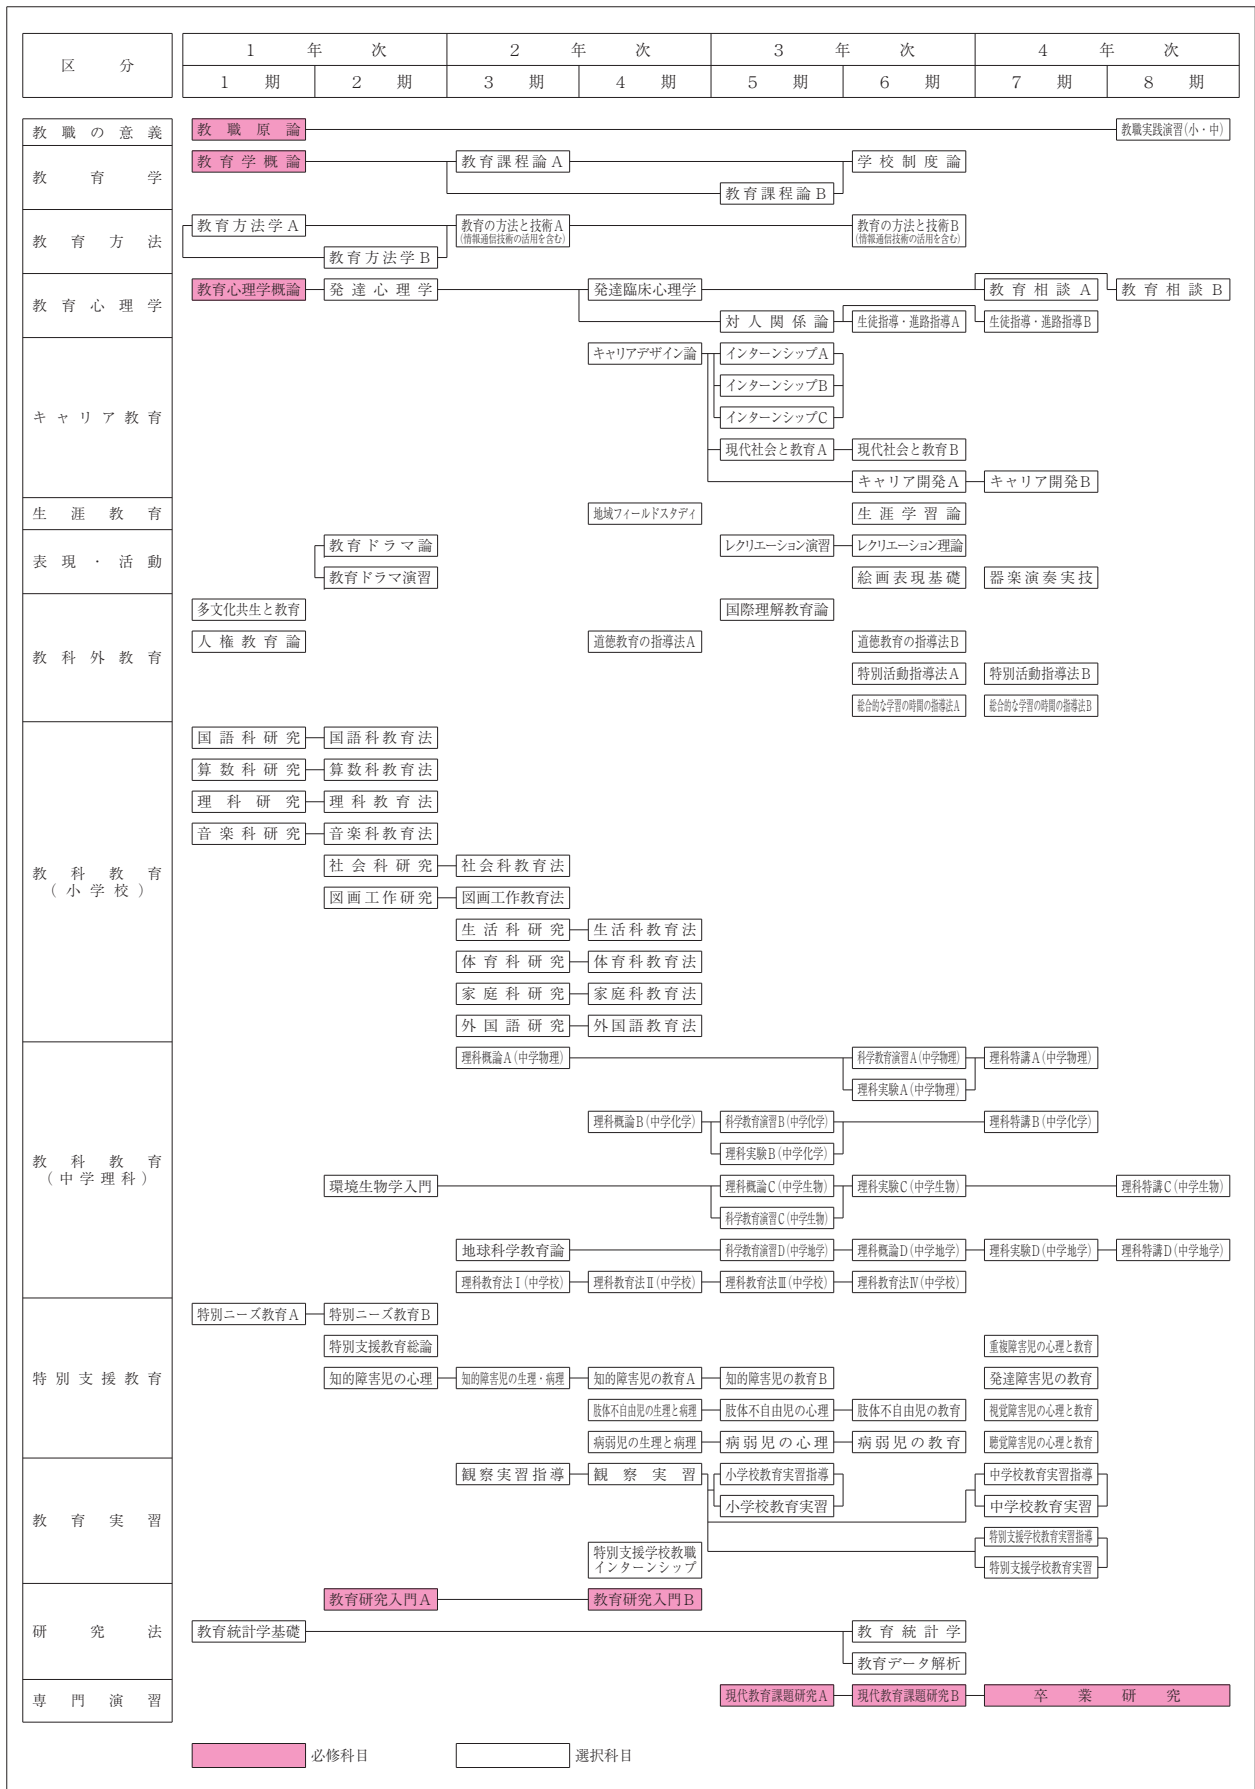 区分 1年次 2年次 3年次 4年次
1期 2期 3期 4期 5期 6期 7期 8期
教職の意義 教職原論 教職実践演習(小・中)
教育学 教育学概論 教育課程論A 学校制度論
教育課程論B
教育方法 教育方法学A 教育の方法と技術A 教育の方法と技術B
(情報通信技術の活用を含む) (情報通信技術の活用を含む)
教育方法学B
教育心理学 教育心理学概論 発達心理学 発達臨床心理学 教育相談A 教育相談B
対人関係論 生徒指導・進路指導A 生徒指導・進路指導B
キャリア教育 キャリアデザイン論 インターンシップA
インターンシップB
インターンシップC
現代社会と教育A 現代社会と教育B
キャリア開発A キャリア開発B
生涯教育 地域フィールドスタディ 生涯学習論
表現・活動 教育ドラマ論 レクリエーション演習 レクリエーション理論
教育ドラマ演習 絵画表現基礎 器楽演奏実技
教科外教育 多文化共生と教育 国際理解教育論
人権教育論 道徳教育の指導法A 道徳教育の指導法B
特別活動指導法A 特別活動指導法B
総合的な学習の時間の指導法A 総合的な学習の時間の指導法B
教科教育
(小学校)
国語科研究 国語科教育法
算数科研究 算数科教育法
理科研究 理科教育法
音楽科研究 音楽科教育法
社会科研究 社会科教育法
図画工作研究 図画工作教育法
生活科研究 生活科教育法
体育科研究 体育科教育法
家庭科研究 家庭科教育法
外国語研究 外国語教育法
教科教育
(中学理科)
理科概論A(中学物理) 科学教育演習A(中学物理) 理科特講A(中学物理)
理科実験A(中学物理)
理科概論B(中学化学) 科学教育演習B(中学化学) 理科特講B(中学化学)
理科実験B(中学化学)
環境生物学入門 理科概論C(中学生物) 理科実験C(中学生物) 理科特講C(中学生物)
科学教育演習C(中学生物)
地球科学教育論 科学教育演習D(中学地学) 理科概論D(中学地学) 理科実験D(中学地学) 理科特講D(中学地学)
理科教育法Ⅰ(中学校) 理科教育法Ⅱ(中学校) 理科教育法Ⅲ(中学校) 理科教育法Ⅳ(中学校)
特別支援教育 特別ニーズ教育A 特別ニーズ教育B
特別支援教育総論 重複障害児の心理と教育
知的障害児の心理 知的障害児の生理・病理 知的障害児の教育A 知的障害児の教育B 発達障害児の教育
肢体不自由児の生理と病理 肢体不自由児の心理 肢体不自由児の教育 視覚障害児の心理と教育
病弱児の生理と病理 病弱児の心理 病弱児の教育 聴覚障害児の心理と教育
教育実習 観察実習指導 観察実習 小学校教育実習指導 中学校教育実習指導
小学校教育実習 中学校教育実習
特別支援学校教育実習指導
特別支援学校教職
インターンシップ
特別支援学校教育実習
研究法 教育研究入門A 教育研究入門B
教育統計学基礎 教育統計学
教育データ解析
専門演習 現代教育課題研究A 現代教育課題研究B 卒業研究
必修科目 選択科目